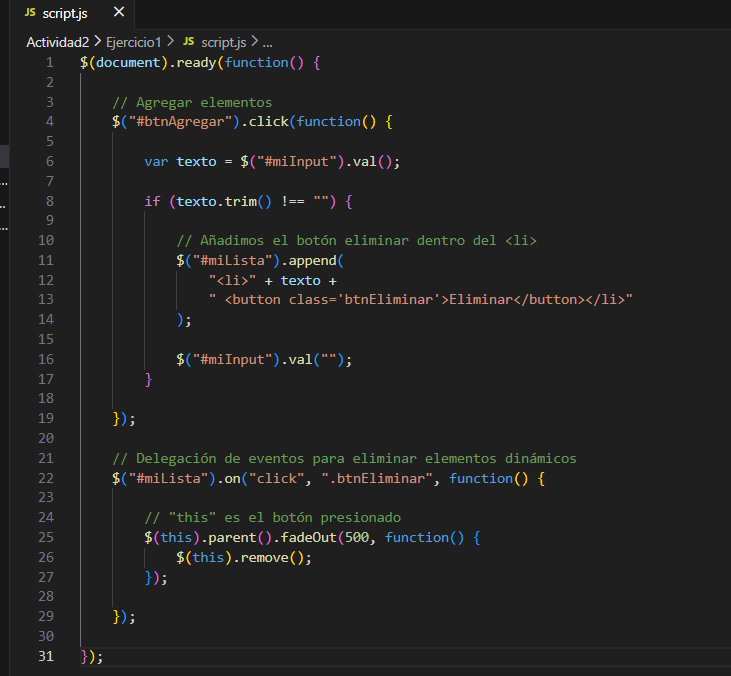 JS script.js ×
Actividad2 > Ejercicio1 > JS script.js > ...
1 $(document).ready(function() {
2
3 // Agregar elementos
4 $("#btnAgregar").click(function() {
5
6 var texto = $("#miInput").val();
7
8 if (texto.trim() !== "") {
9
10 // Añadimos el botón eliminar dentro del <li>
11 $("#miLista").append(
12 "<li>" + texto +
13 " <button class='btnEliminar'>Eliminar</button></li>"
14 );
15
16 $("#miInput").val("");
17 }
18
19 });
20
21 // Delegación de eventos para eliminar elementos dinámicos
22 $("#miLista").on("click", ".btnEliminar", function() {
23
24 // "this" es el botón presionado
25 $(this).parent().fadeOut(500, function() {
26 $(this).remove();
27 });
28
29 });
30
31 });